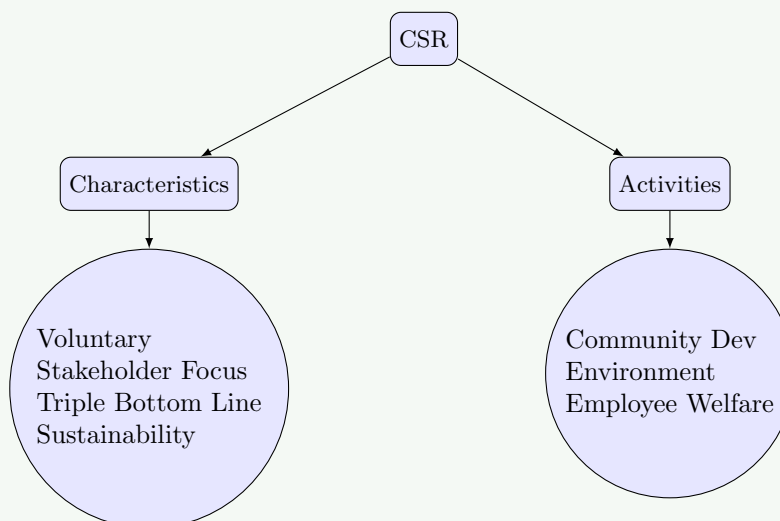 CSR
Characteristics
Activities
Voluntary
Stakeholder Focus
Triple Bottom Line
Sustainability
Community Dev
Environment
Employee Welfare